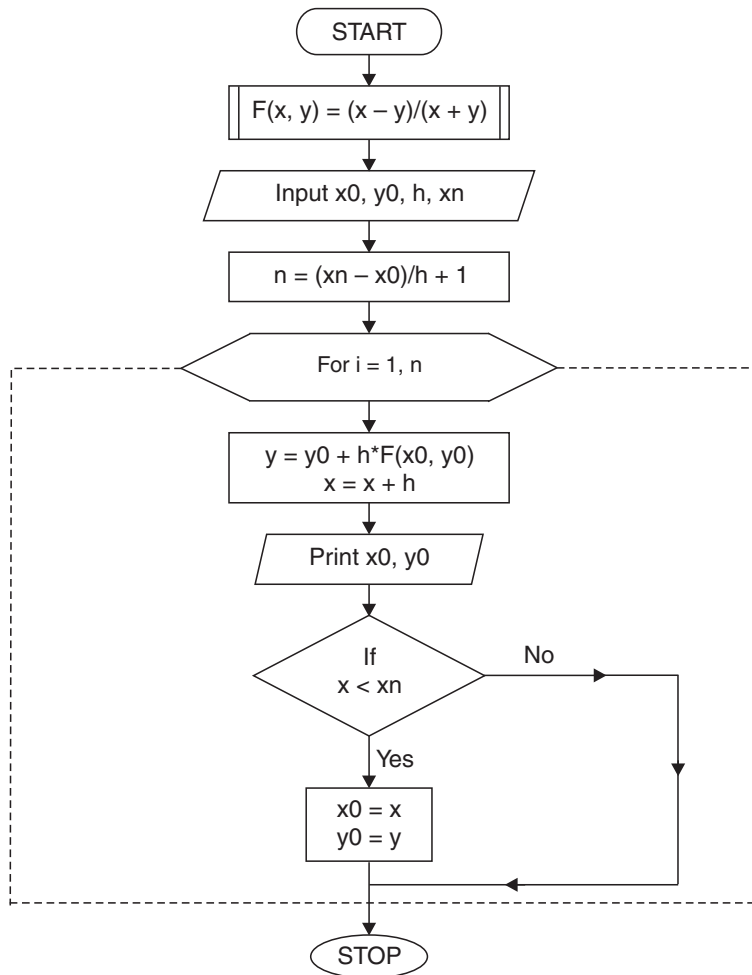 START
F(x, y) = (x – y)/(x + y)
Input x0, y0, h, xn
n = (xn – x0)/h + 1
For i = 1, n
y = y0 + h*F(x0, y0)
x = x + h
Print x0, y0
If
x < xn
No
Yes
x0 = x
y0 = y
STOP